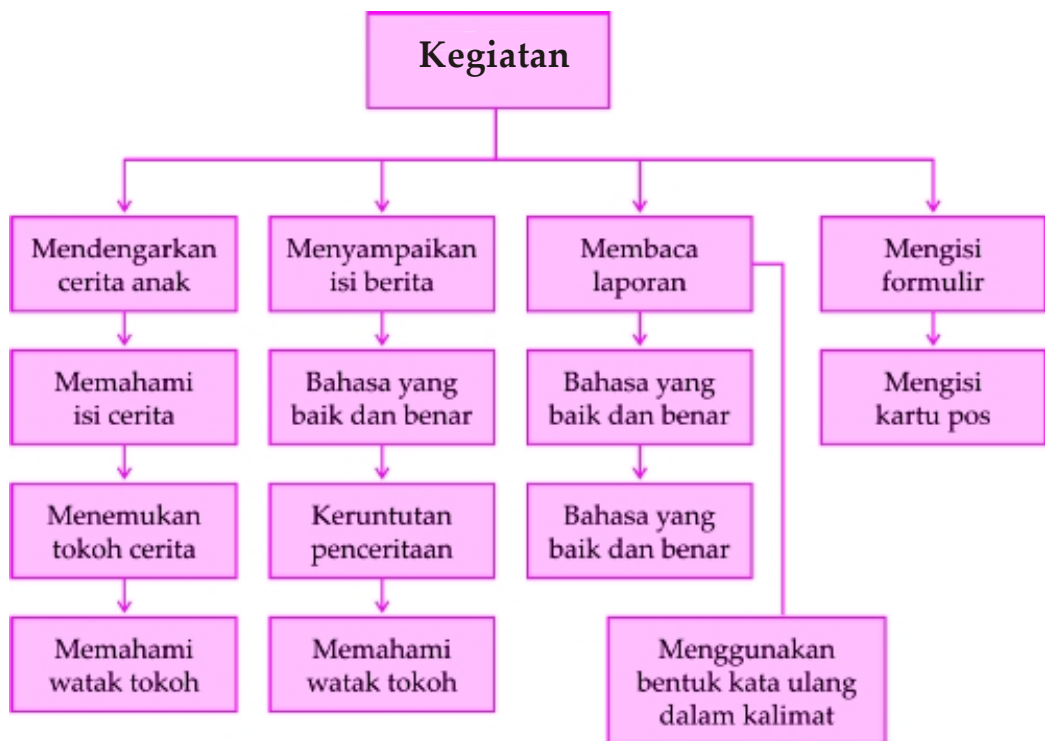 Kegiatan
Mendengarkan
cerita anak
Memahami
isi cerita
Menemukan
tokoh cerita
Memahami
watak tokoh
Menyampaikan
isi berita
Bahasa yang
baik dan benar
Keruntutan
penceritaan
Memahami
watak tokoh
Membaca
laporan
Bahasa yang
baik dan benar
Bahasa yang
baik dan benar
Menggunakan
bentuk kata ulang
dalam kalimat
Mengisi
formulir
Mengisi
kartu pos